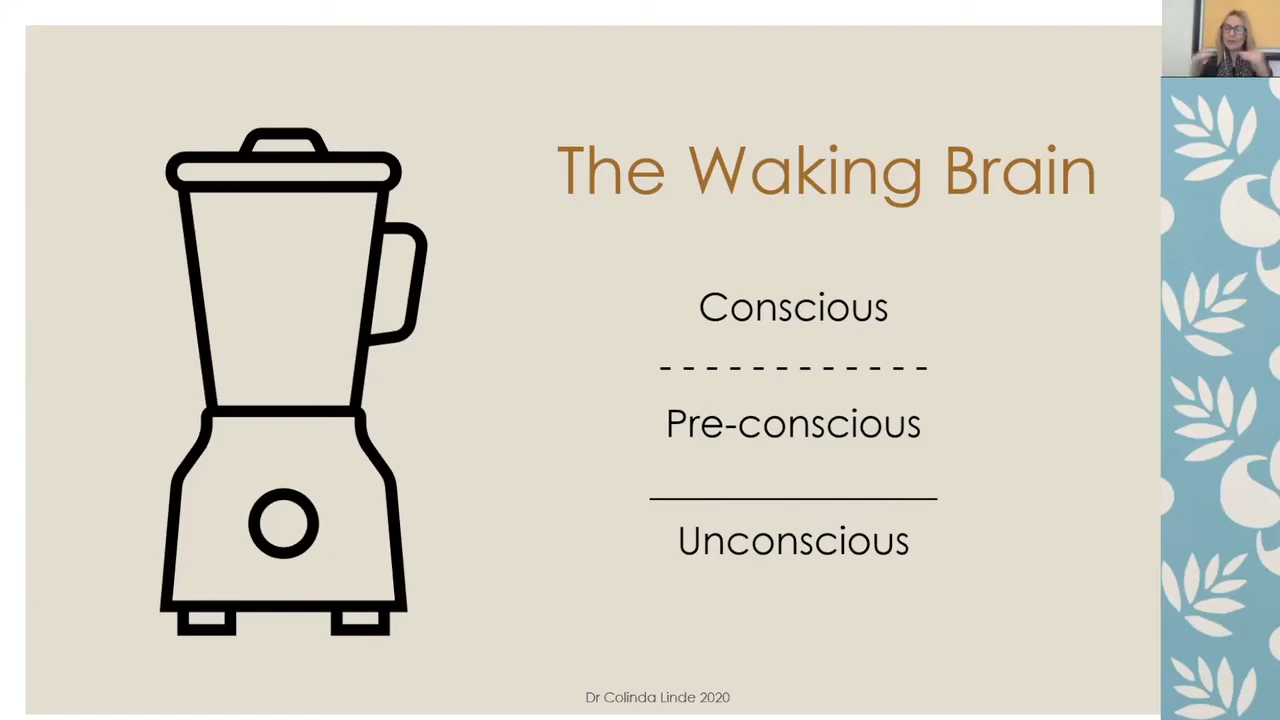 The Waking Brain
Conscious
- - - - - - - - - - - -
Pre-conscious
Unconscious
Dr Colinda Linde 2020